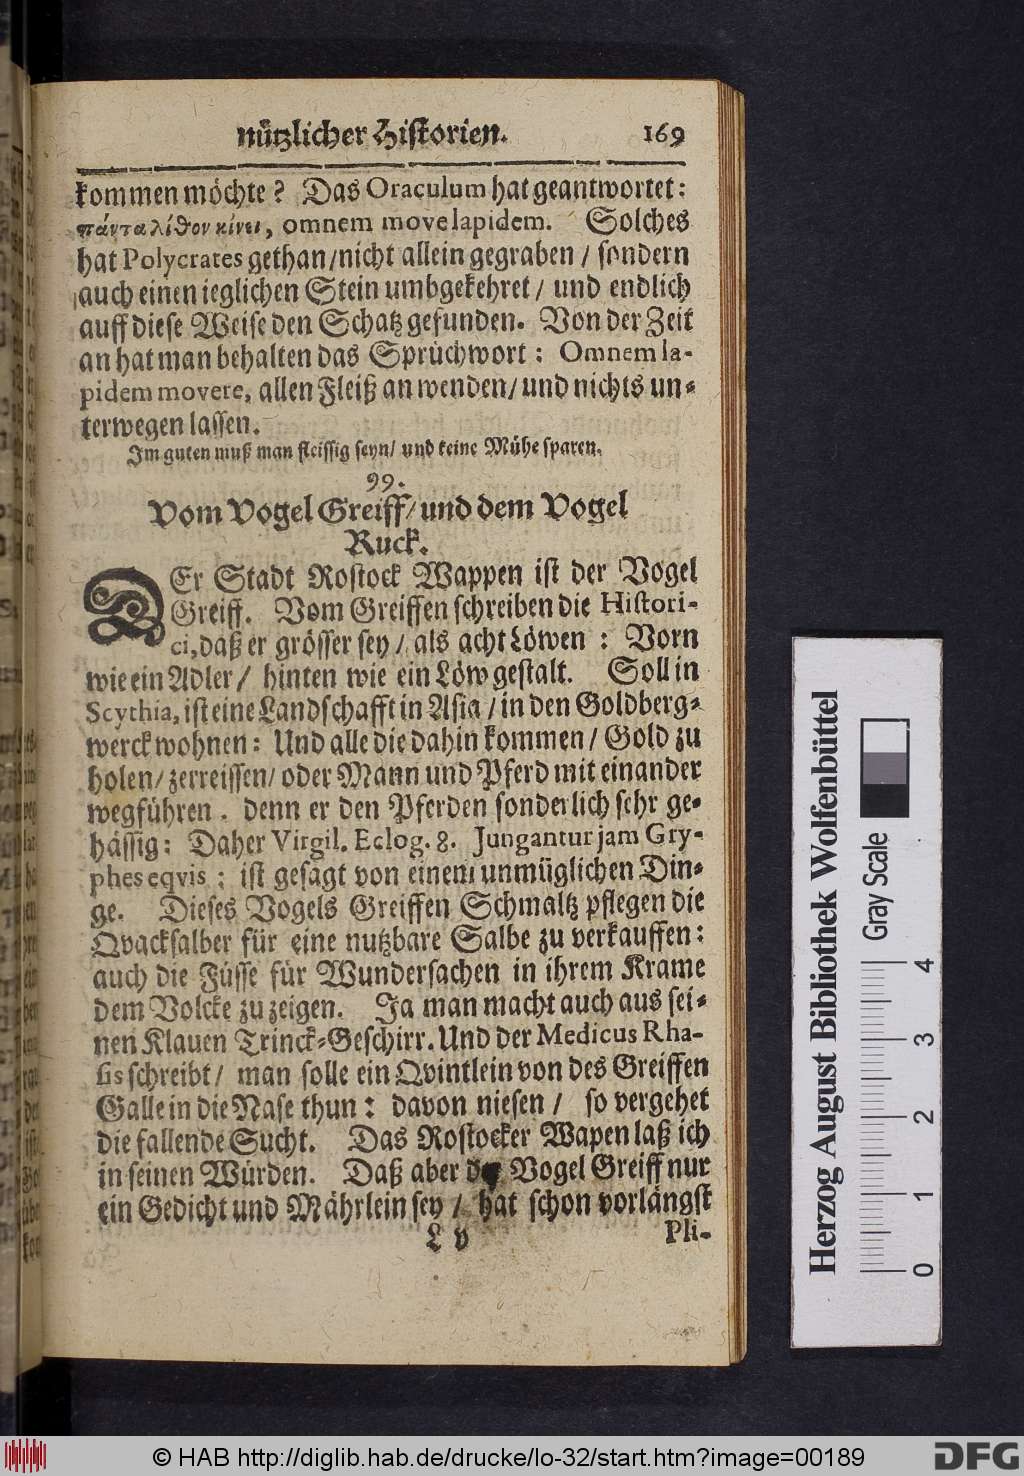 nützlicher Historien. 169
kommen möchte? Das Oraculum hat geantwortet:
πάντα λίθον κίνει, omnem move lapidem. Solches
hat Polycrates gethan/nicht allein gegraben / sondern
auch einen ieglichen Stein umbgekehret / und endlich
auff diese Weise den Schatz gefunden. Von der Zeit
an hat man behalten das Sprüchwort: Omnem la-
pidem movere, allen Fleiß anwenden/ und nichts un-
terwegen lassen.
Im guten muß man fleissig seyn/ und keine Mühe sparen.
99.
Vom Vogel Greiff/ und dem Vogel
Ruck.
DEr Stadt Rostock Wappen ist der Vogel
Greiff. Vom Greiffen schreiben die Histori-
ci, daß er grösser sey / als acht Löwen: Vorn
wie ein Adler/ hinten wie ein Löw gestalt. Soll in
Scythia, ist eine Landschafft in Asia / in den Goldberg-
werck wohnen: Und alle die dahin kommen / Gold zu
holen/ zerreissen/ oder Mann und Pferd mit einander
wegführen. denn er den Pferden sonderlich sehr ge-
hässig: Daher Virgil. Eclog. 8. Jungantur jam Gry-
phes eqvis: ist gesagt von einem unmüglichen Din-
ge. Dieses Vogels Greiffen Schmaltz pflegen die
Qvacksalber für eine nutzbare Salbe zu verkauffen:
auch die Füsse für Wundersachen in ihrem Krame
dem Volcke zu zeigen. Ja man macht auch aus sei-
nen Klauen Trinck-Geschirr. Und der Medicus Rha-
sis schreibt/ man solle ein Qvintlein von des Greiffen
Galle in die Nase thun: davon niesen / so vergehet
die fallende Sucht. Das Rostocker Wapen laß ich
in seinen Würden. Daß aber der Vogel Greiff nur
ein Gedicht und Mährlein sey / hat schon vorlängst
L v Pli-
Herzog August Bibliothek Wolfenbüttel
Gray Scale
0 1 2 3 4
© HAB http://diglib.hab.de/drucke/lo-32/start.htm?image=00189
DFG